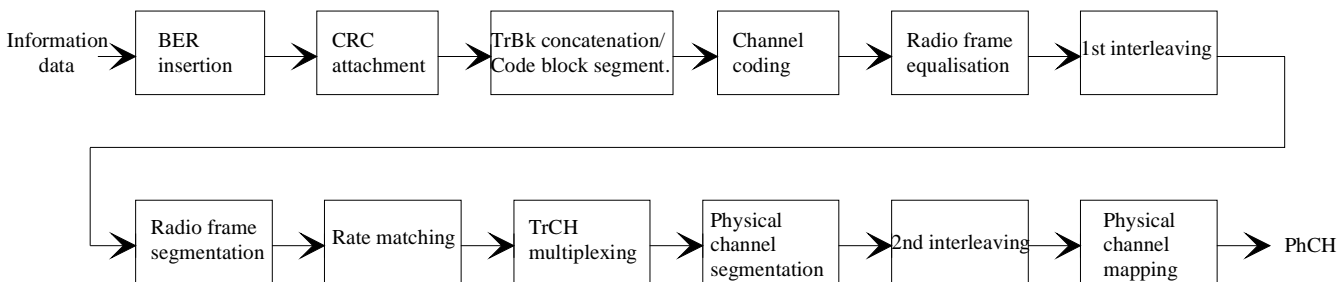 Information
data
BER
insertion
CRC
attachment
TrBk concatenation/
Code block segment.
Channel
coding
Radio frame
equalisation
1st interleaving
Radio frame
segmentation
Rate matching
TrCH
multiplexing
Physical
channel
segmentation
2nd interleaving
Physical
channel
mapping
PhCH